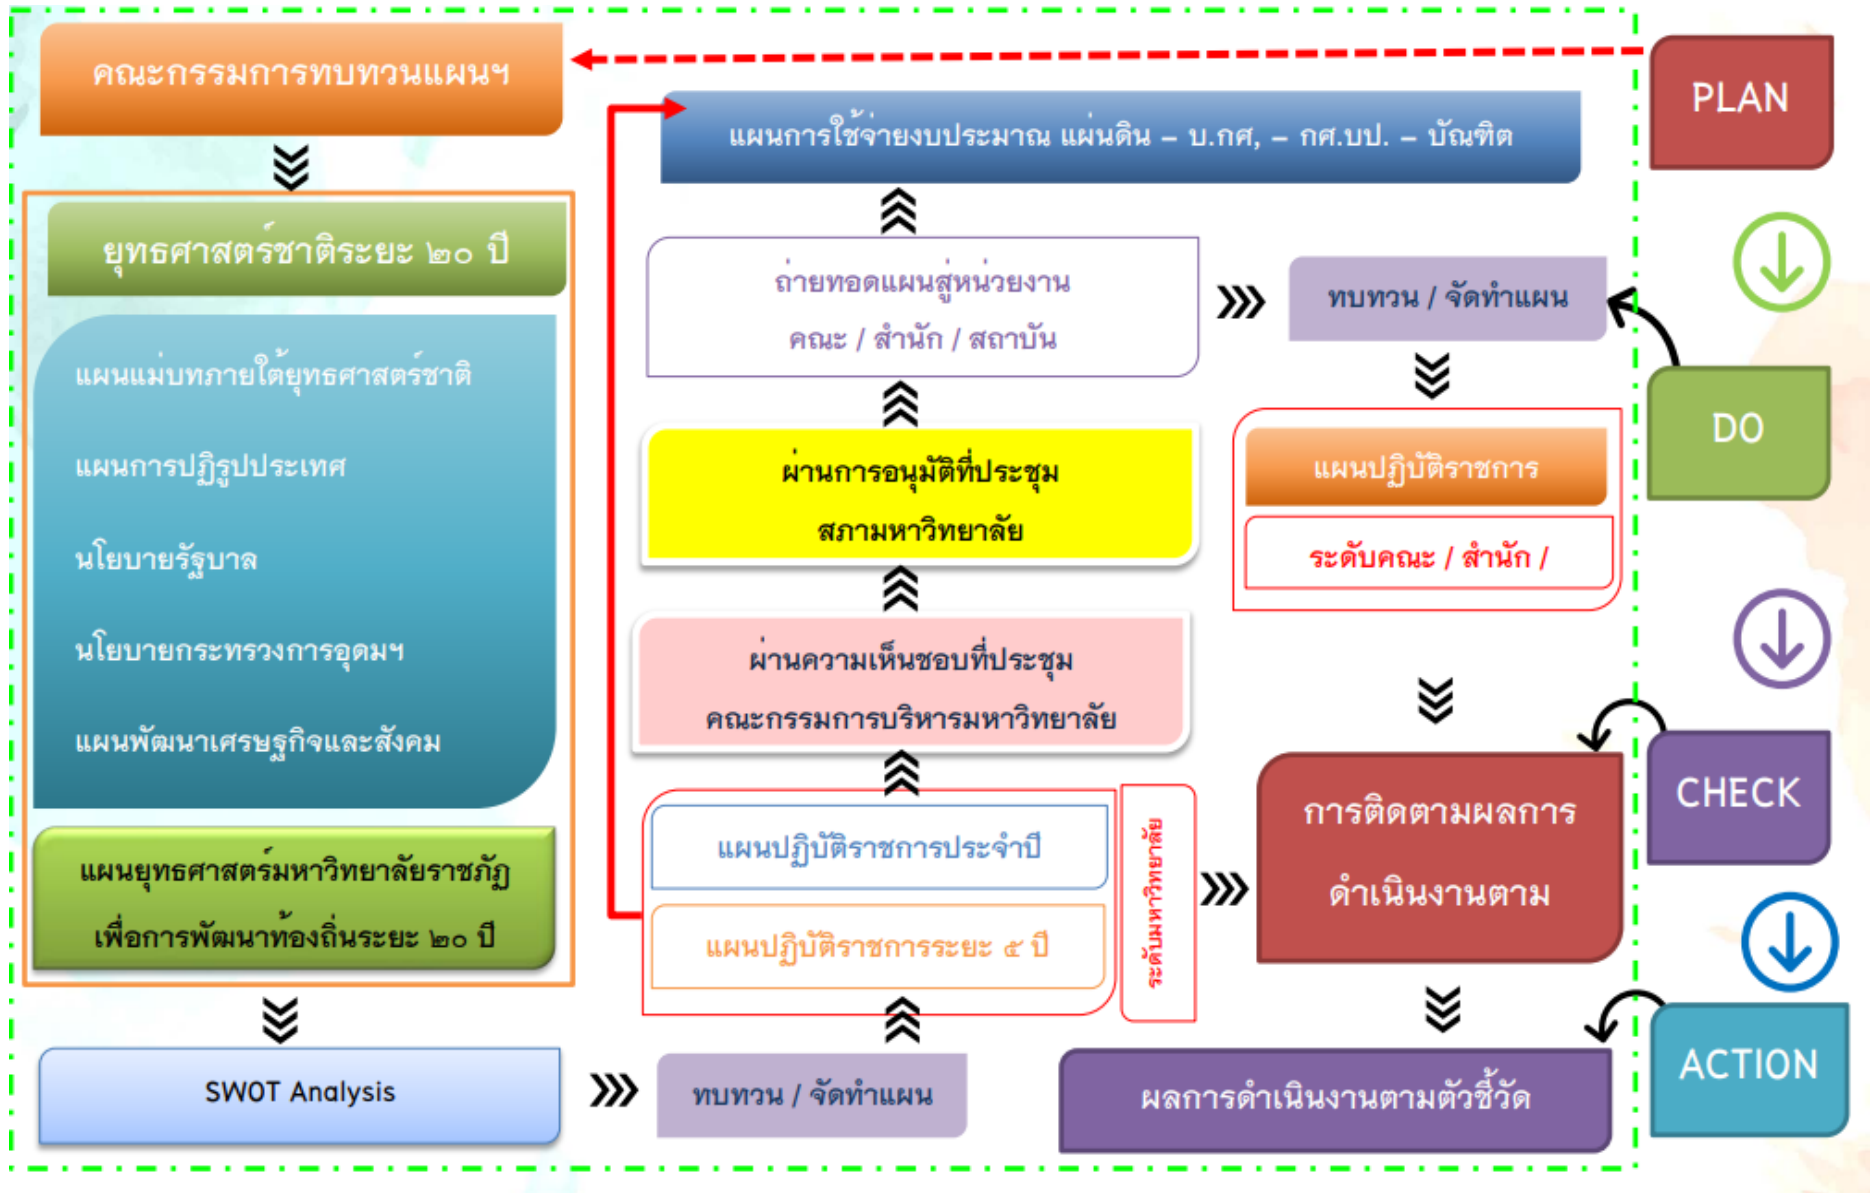 คณะกรรมการทบทวนแผนฯ
ยุทธศาสตร์ชาติระยะ ๒๐ ปี
แผนแม่บทภายใต้ยุทธศาสตร์ชาติ
แผนการปฏิรูปประเทศ
นโยบายรัฐบาล
นโยบายกระทรวงการอุดมฯ
แผนพัฒนาเศรษฐกิจและสังคม
แผนยุทธศาสตร์มหาวิทยาลัยราชภัฏ
เพื่อการพัฒนาท้องถิ่นระยะ ๒๐ ปี
SWOT Analysis
ทบทวน / จัดทำแผน
แผนปฏิบัติราชการประจำปี
แผนปฏิบัติราชการระยะ ๕ ปี
ระดับมหาวิทยาลัย
ผ่านความเห็นชอบที่ประชุม
คณะกรรมการบริหารมหาวิทยาลัย
ผ่านการอนุมัติที่ประชุม
สภามหาวิทยาลัย
ถ่ายทอดแผนสู่หน่วยงาน
คณะ / สำนัก / สถาบัน
แผนการใช้จ่ายงบประมาณ แผ่นดิน – บ.กศ, – กศ.บป. – บัณฑิต
ทบทวน / จัดทำแผน
แผนปฏิบัติราชการ
ระดับคณะ / สำนัก /
การติดตามผลการ
ดำเนินงานตาม
ผลการดำเนินงานตามตัวชี้วัด
PLAN
DO
CHECK
ACTION